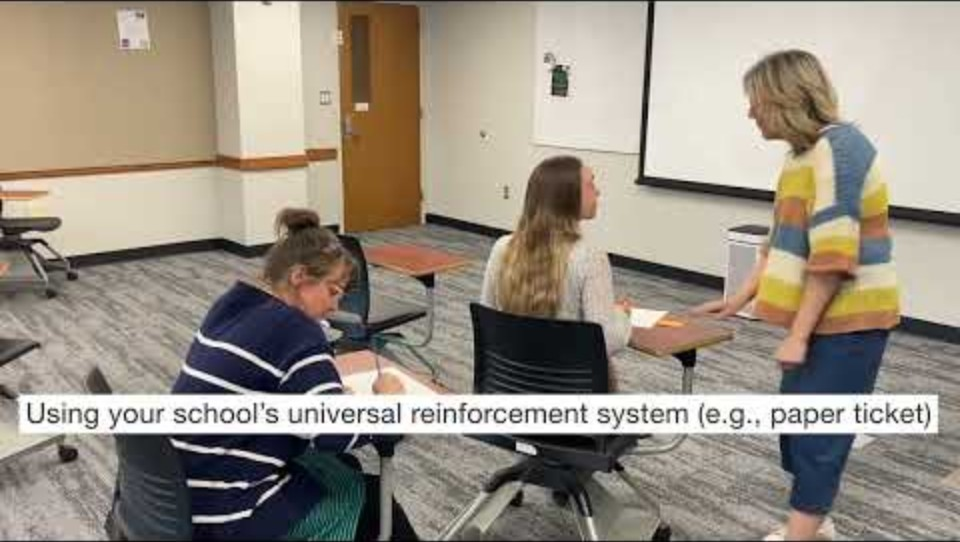 Using your school's universal reinforcement system (e.g., paper ticket)